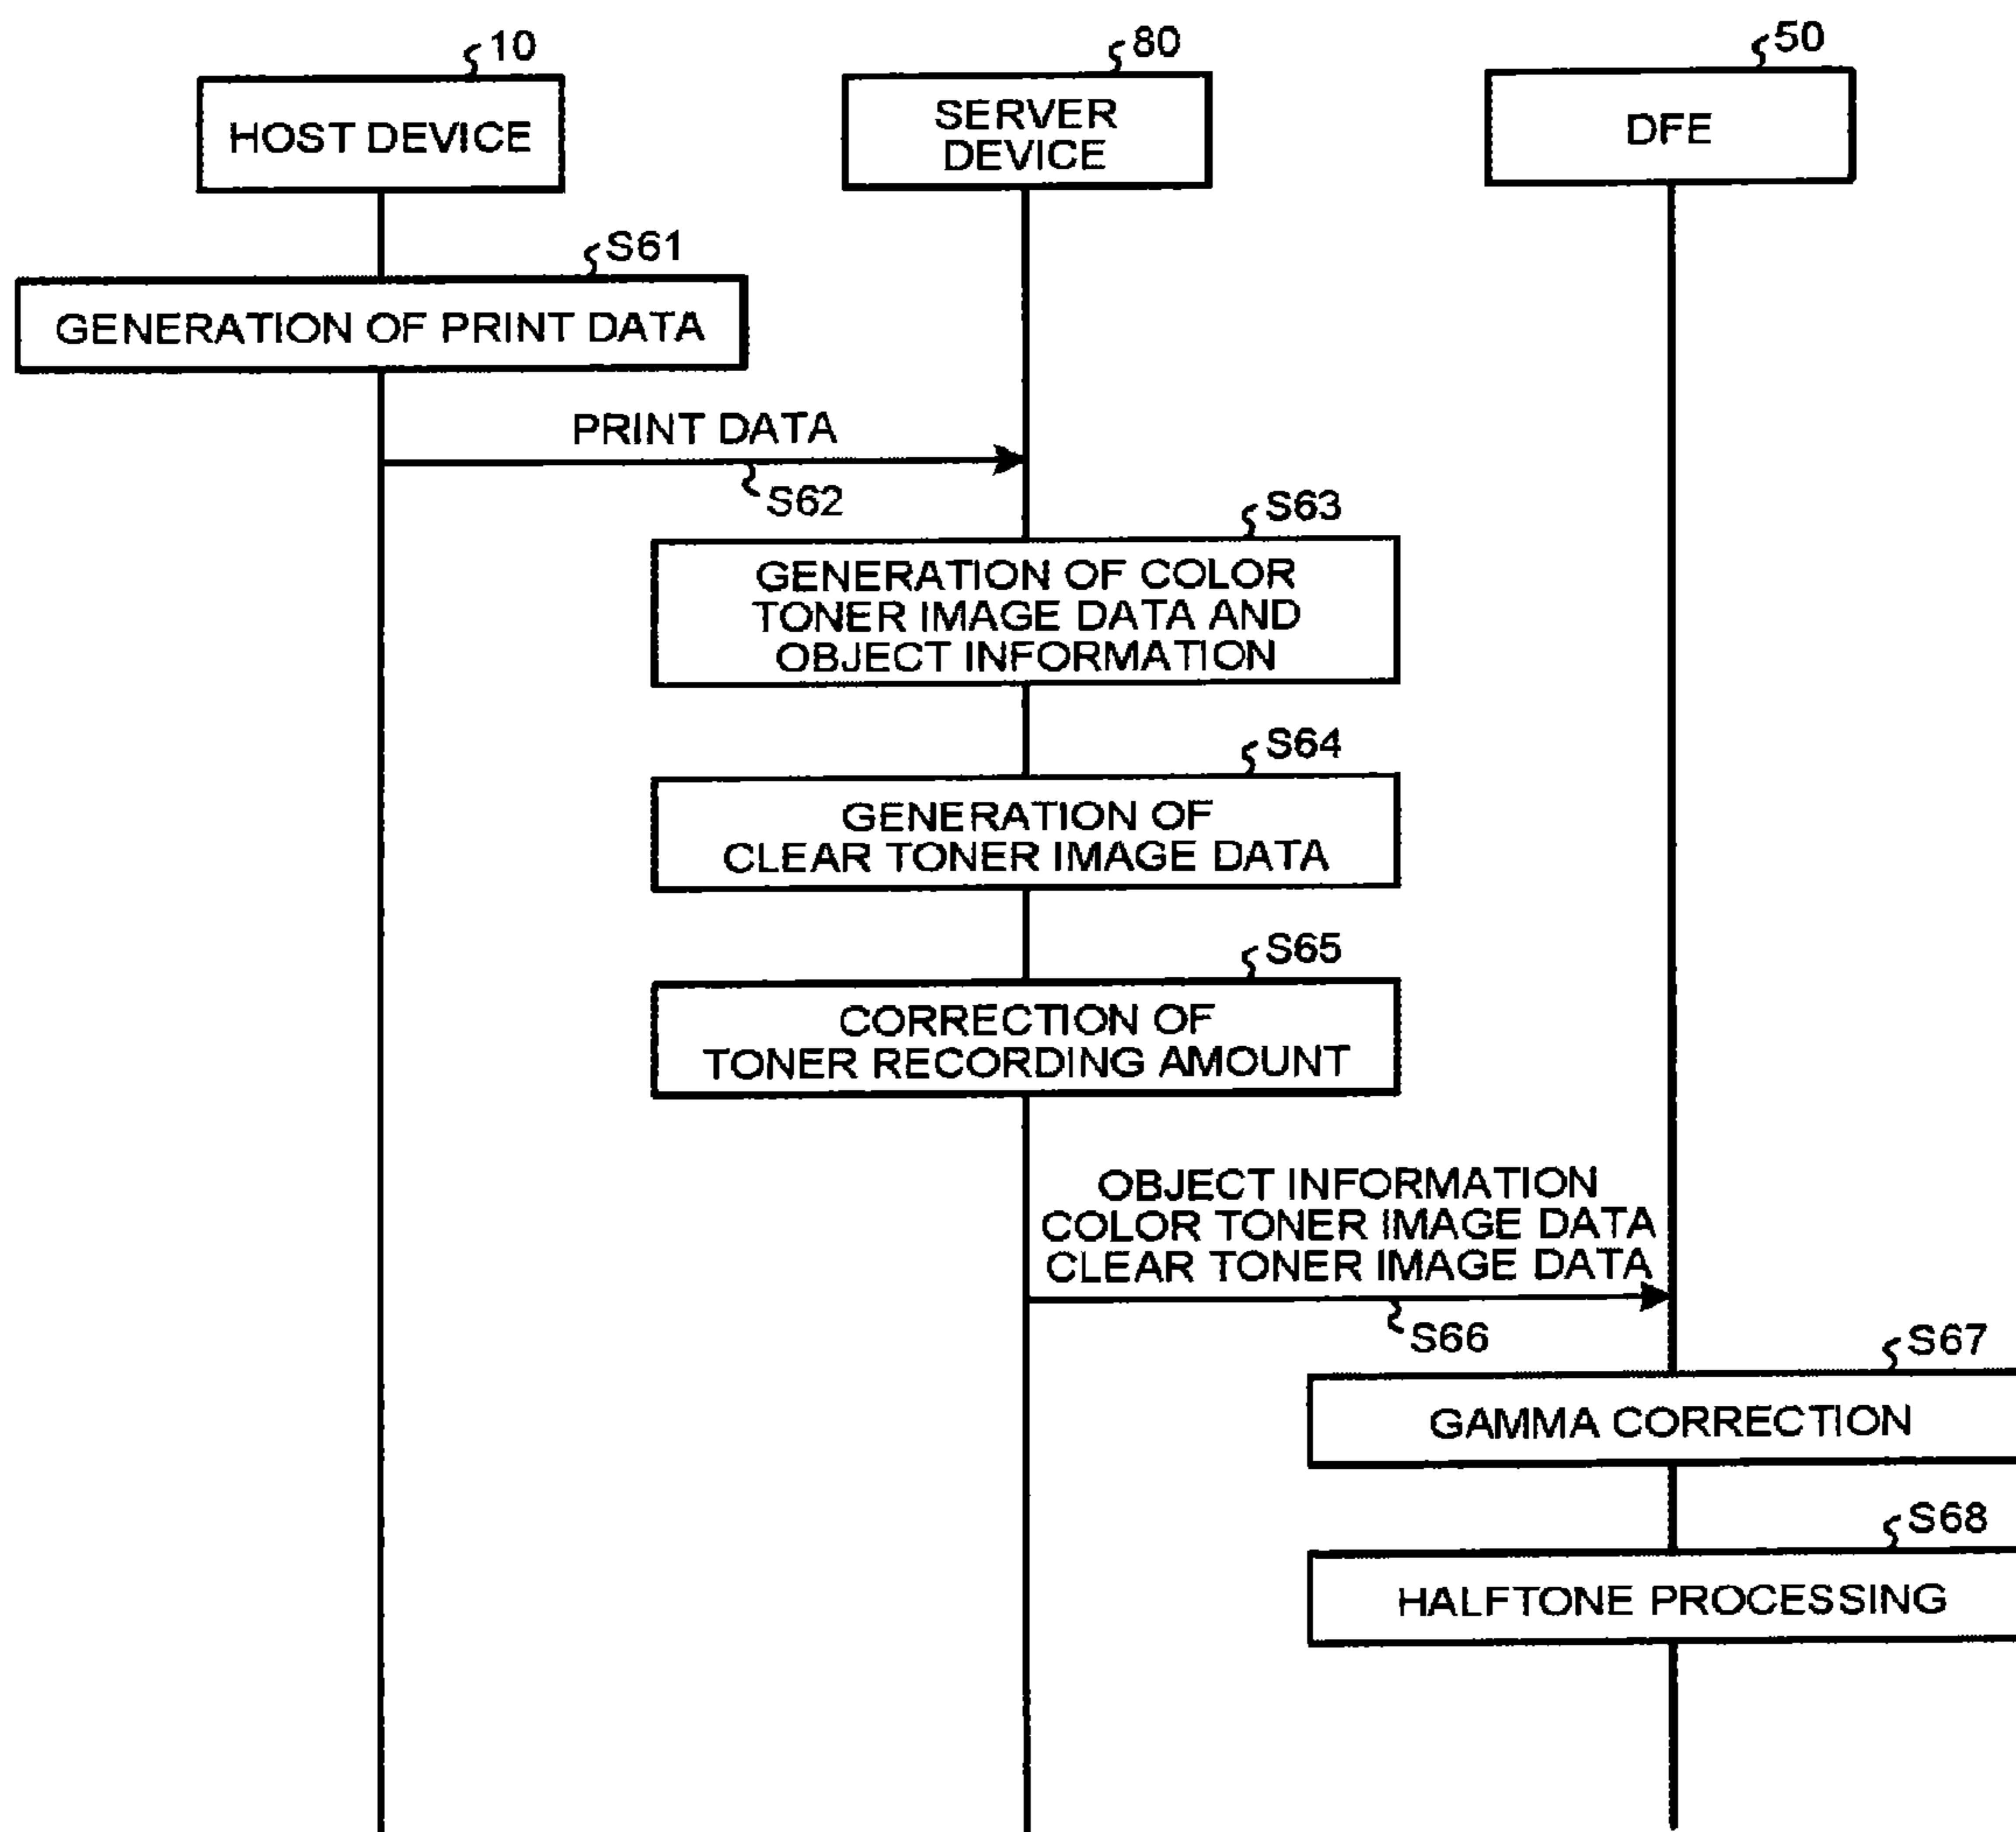 10
80
50
HOST DEVICE
SERVER
DEVICE
DFE
S61
GENERATION OF PRINT DATA
PRINT DATA
S62
S63
GENERATION OF COLOR
TONER IMAGE DATA AND
OBJECT INFORMATION
S64
GENERATION OF
CLEAR TONER IMAGE DATA
S65
CORRECTION OF
TONER RECORDING AMOUNT
OBJECT INFORMATION
COLOR TONER IMAGE DATA
CLEAR TONER IMAGE DATA
S66
S67
GAMMA CORRECTION
S68
HALFTONE PROCESSING